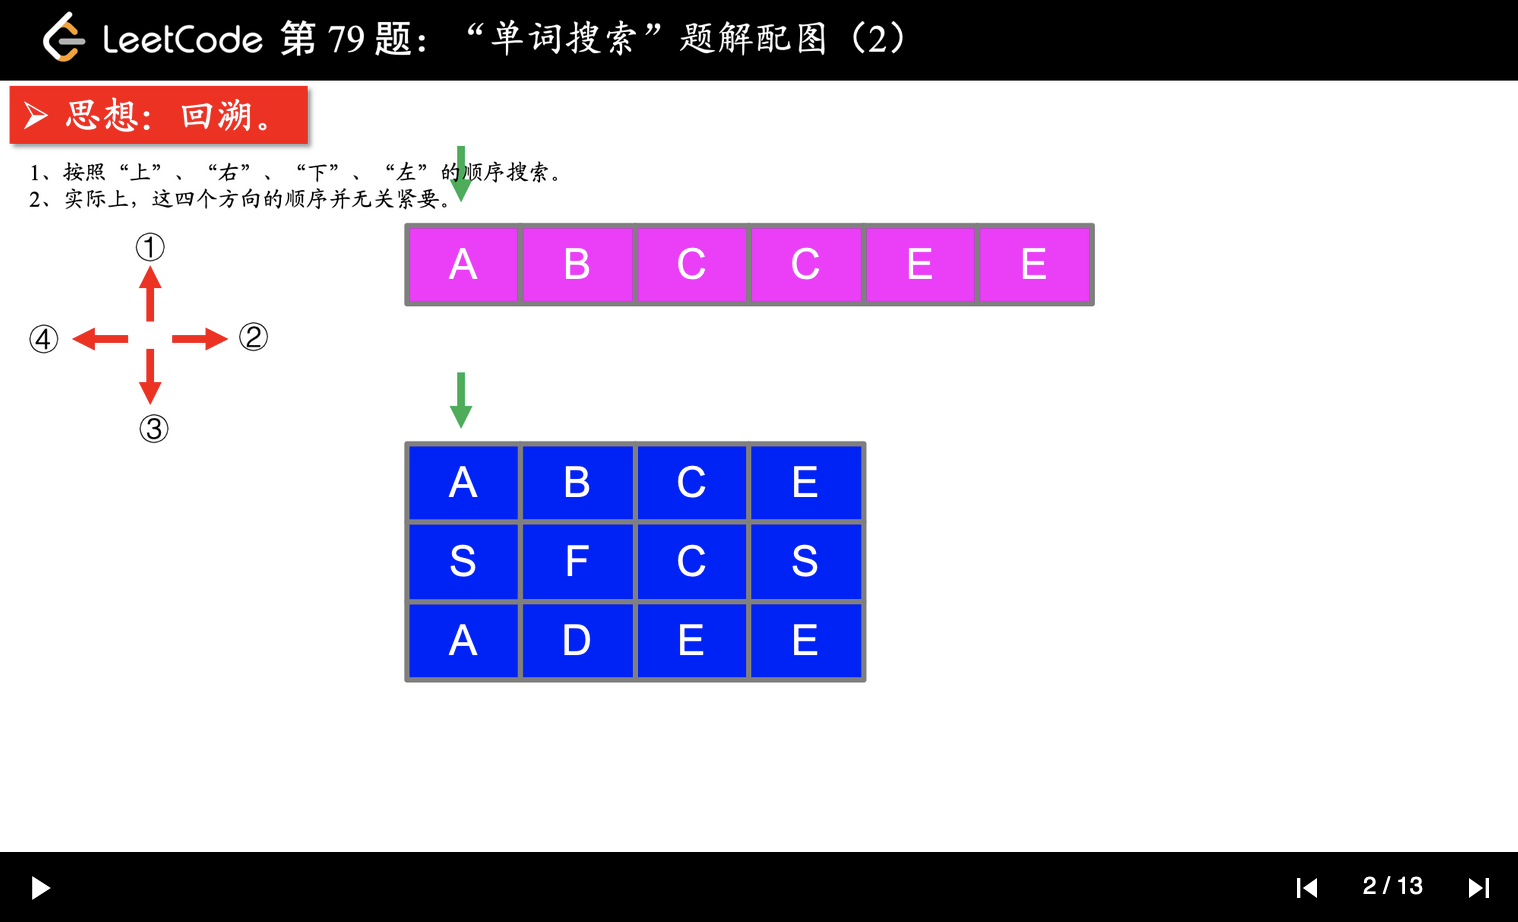 LeetCode 第 79 题：“单词搜索”题解配图（2）
思想：回溯。
1、按照“上”、“右”、“下”、“左”的顺序搜索。
2、实际上，这四个方向的顺序并无关紧要。
①
④ ②
③
A B C C E E
A B C E
S F C S
A D E E
2 / 13